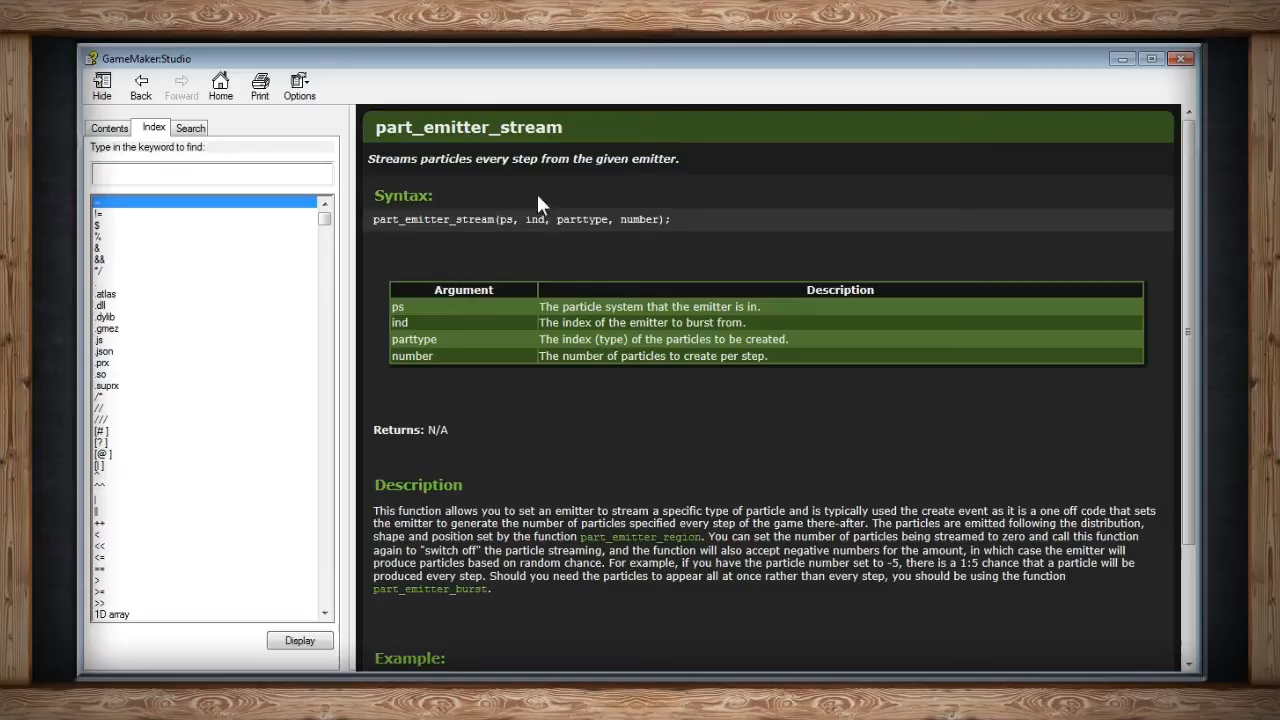 GameMaker:Studio
Hide
Back
Forward
Home
Print
Options
Contents
Index
Search
Type in the keyword to find:
-
!=
$
%
&
&&
*/
.
.atlas
.dll
.dylib
.gmez
.js
.json
.prx
.so
.suprx
/*
//
///
[# ]
[? ]
[@ ]
[| ]
^
^^
|
||
++
<
<<
<=
==
>
>=
>>
1D array
Display
part_emitter_stream
Streams particles every step from the given emitter.
Syntax:
part_emitter_stream(ps, ind, parttype, number);
Argument Description
ps The particle system that the emitter is in.
ind The index of the emitter to burst from.
parttype The index (type) of the particles to be created.
number The number of particles to create per step.
Returns: N/A
Description
This function allows you to set an emitter to stream a specific type of particle and is typically used the create event as it is a one off code that sets
the emitter to generate the number of particles specified every step of the game there-after. The particles are emitted following the distribution,
shape and position set by the function part_emitter_region. You can set the number of particles being streamed to zero and call this function
again to "switch off" the particle streaming, and the function will also accept negative numbers for the amount, in which case the emitter will
produce particles based on random chance. For example, if you have the particle number set to -5, there is a 1:5 chance that a particle will be
produced every step. Should you need the particles to appear all at once rather than every step, you should be using the function
part_emitter_burst.
Example: